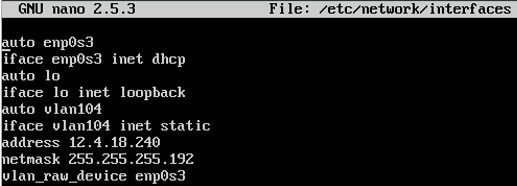 GNU nano 2.5.3 File: /etc/network/interfaces
auto enp0s3
iface enp0s3 inet dhcp
auto lo
iface lo inet loopback
auto vlan104
iface vlan104 inet static
address 12.4.18.240
netmask 255.255.255.192
vlan_raw_device enp0s3